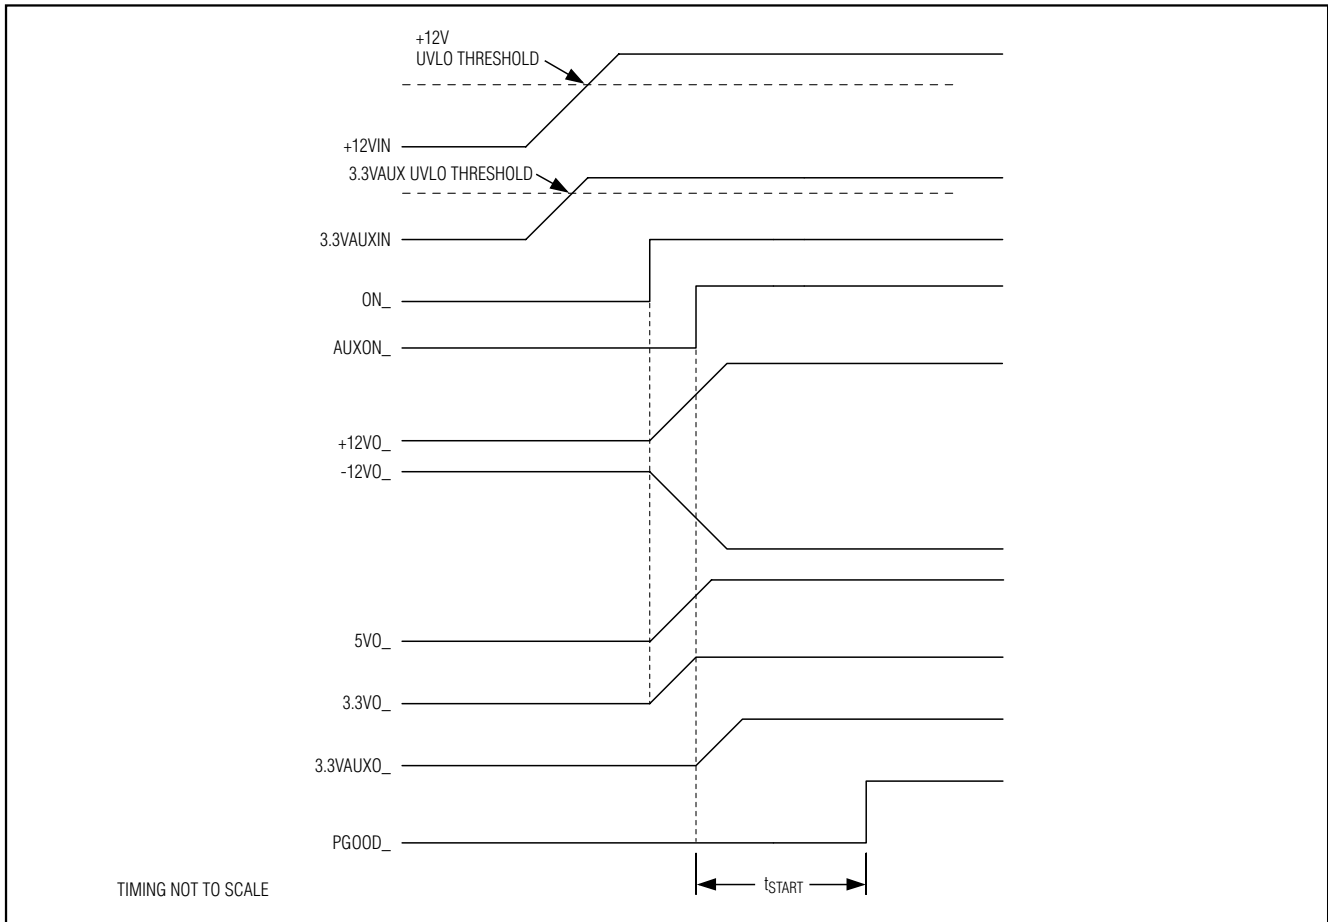 +12V
UVLO THRESHOLD
+12VIN
3.3VAUX UVLO THRESHOLD
3.3VAUXIN
ON_
AUXON_
+12VO_
-12VO_
5VO_
3.3VO_
3.3VAUXO_
PGOOD_
tSTART
TIMING NOT TO SCALE